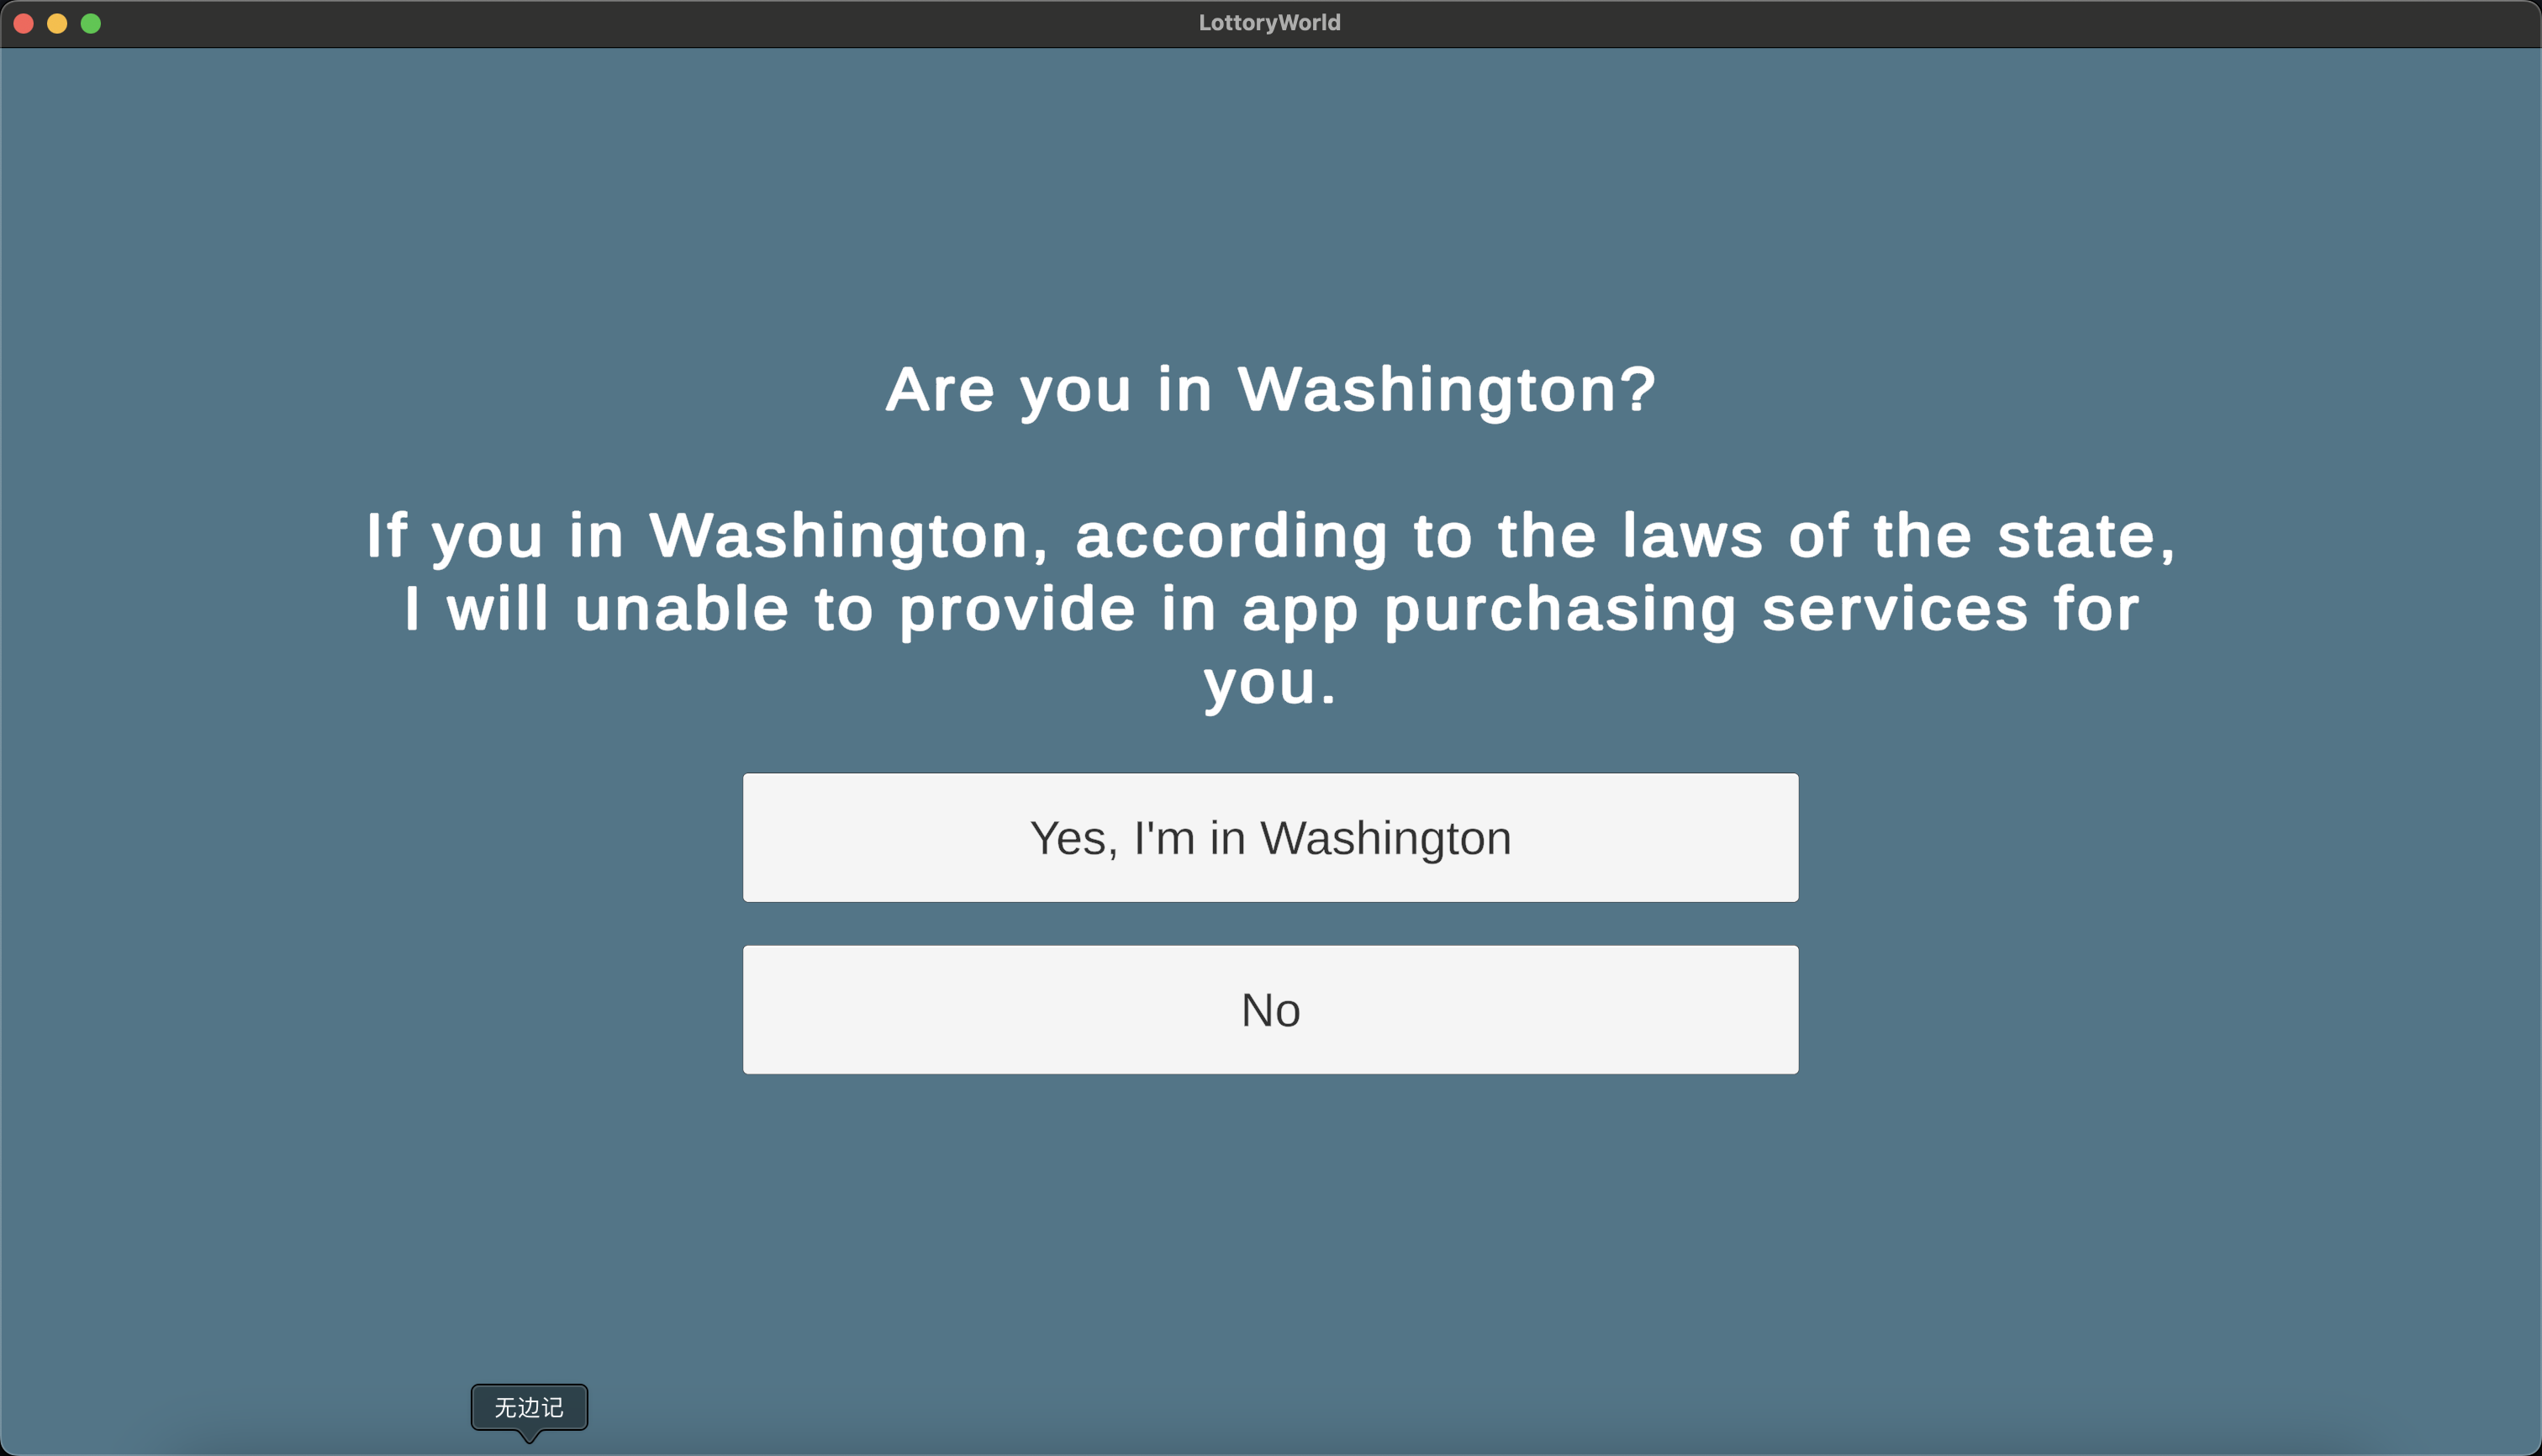 LottoryWorld
Are you in Washington?
If you in Washington, according to the laws of the state,
I will unable to provide in app purchasing services for
you.
Yes, I'm in Washington
No
无边记